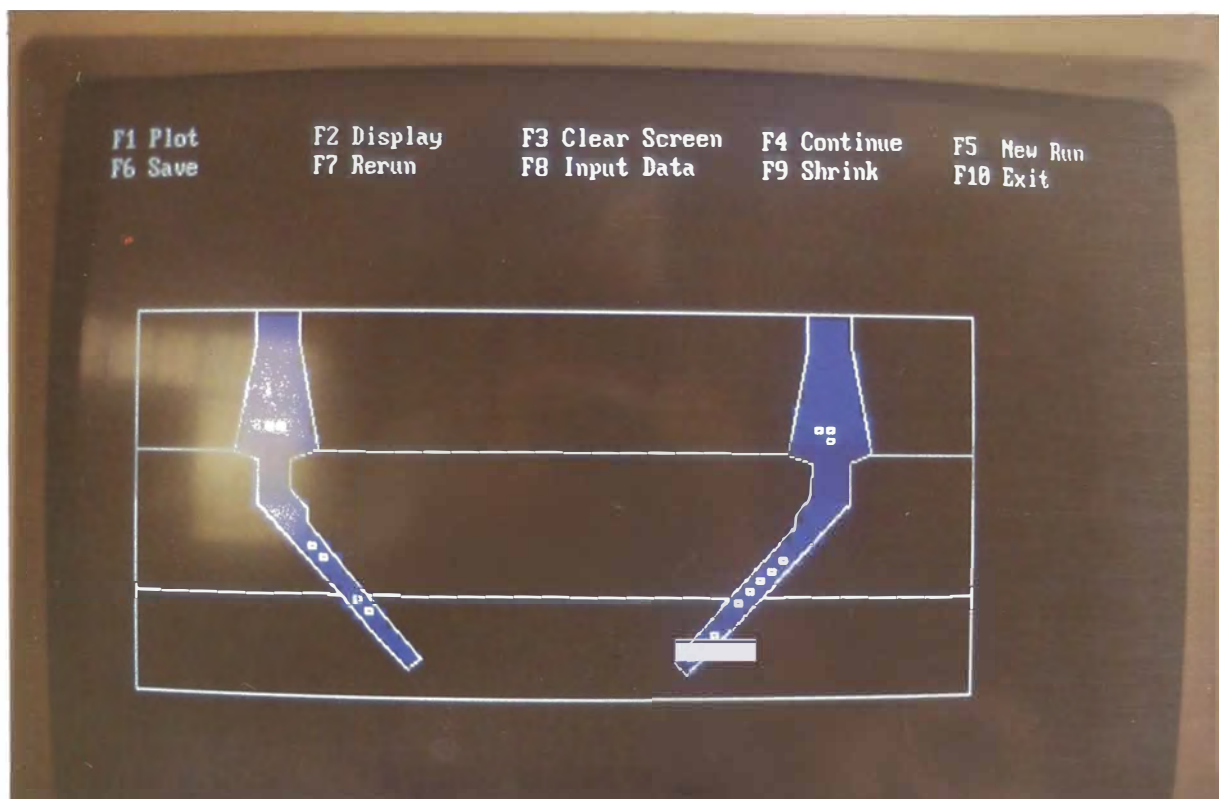 F1 Plot F2 Display F3 Clear Screen F4 Continue F5 New Run
F6 Save F7 Rerun F8 Input Data F9 Shrink F10 Exit